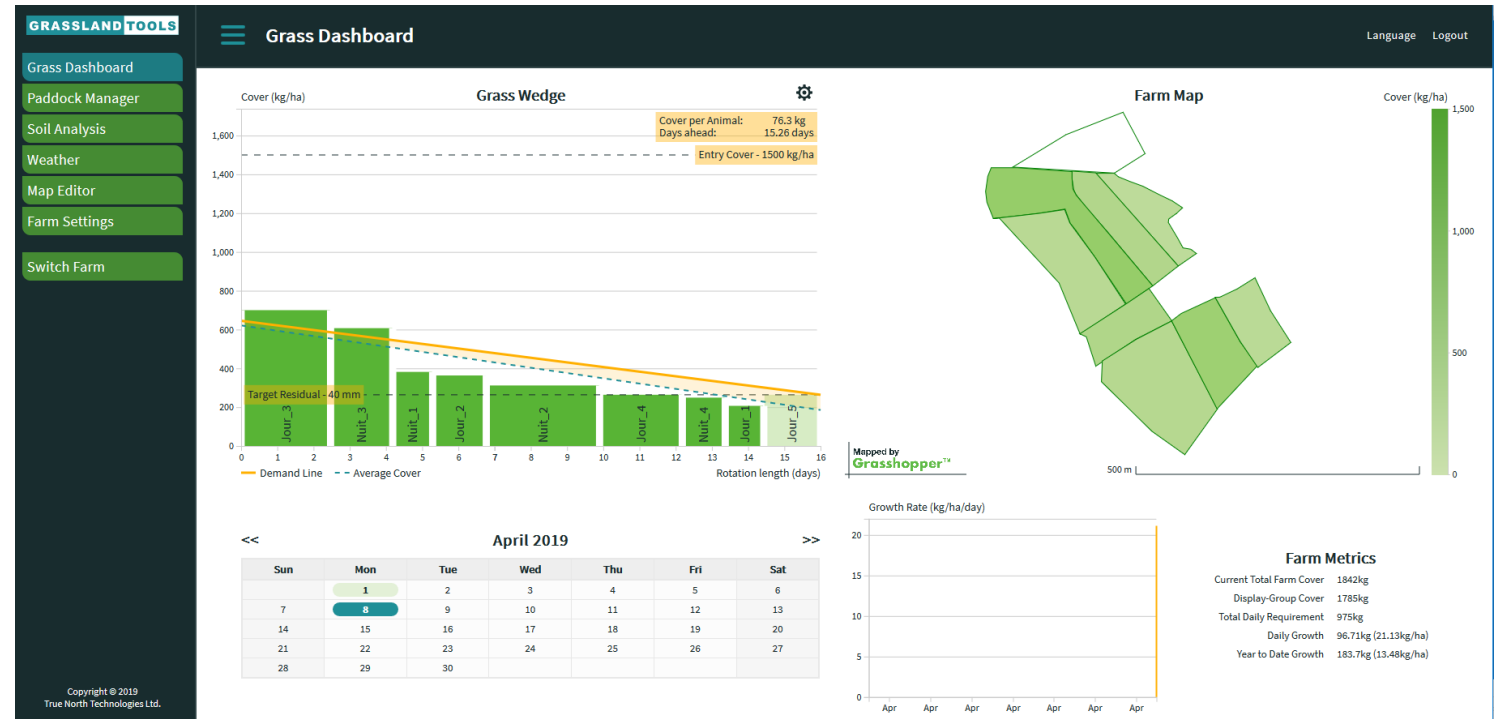 GRASSLAND TOOLS
Grass Dashboard
Paddock Manager
Soil Analysis
Weather
Map Editor
Farm Settings
Switch Farm
Copyright © 2019
True North Technologies Ltd.
Grass Dashboard
Language Logout
Cover (kg/ha)
Grass Wedge
Cover per Animal: 76.3 kg
Days ahead: 15.26 days
Entry Cover - 1500 kg/ha
1,600
1,400
1,200
1,000
800
600
400
200
0
Target Residual - 40 mm
Jour_3
Nuit_3
Nuit_1
Jour_2
Nuit_2
Jour_4
Nuit_4
Jour_1
Jour_5
0 1 2 3 4 5 6 7 8 9 10 11 12 13 14 15 16
Demand Line Average Cover
Rotation length (days)
Farm Map
Cover (kg/ha)
1,500
1,000
500
0
Mapped by
Grasshopper™
500 m
<< April 2019 >>
Sun Mon Tue Wed Thu Fri Sat
1 2 3 4 5 6
7 8 9 10 11 12 13
14 15 16 17 18 19 20
21 22 23 24 25 26 27
28 29 30
Growth Rate (kg/ha/day)
20
15
10
5
0
Apr Apr Apr Apr Apr Apr Apr
Farm Metrics
Current Total Farm Cover 1842kg
Display-Group Cover 1785kg
Total Daily Requirement 975kg
Daily Growth 96.71kg (21.13kg/ha)
Year to Date Growth 183.7kg (13.48kg/ha)